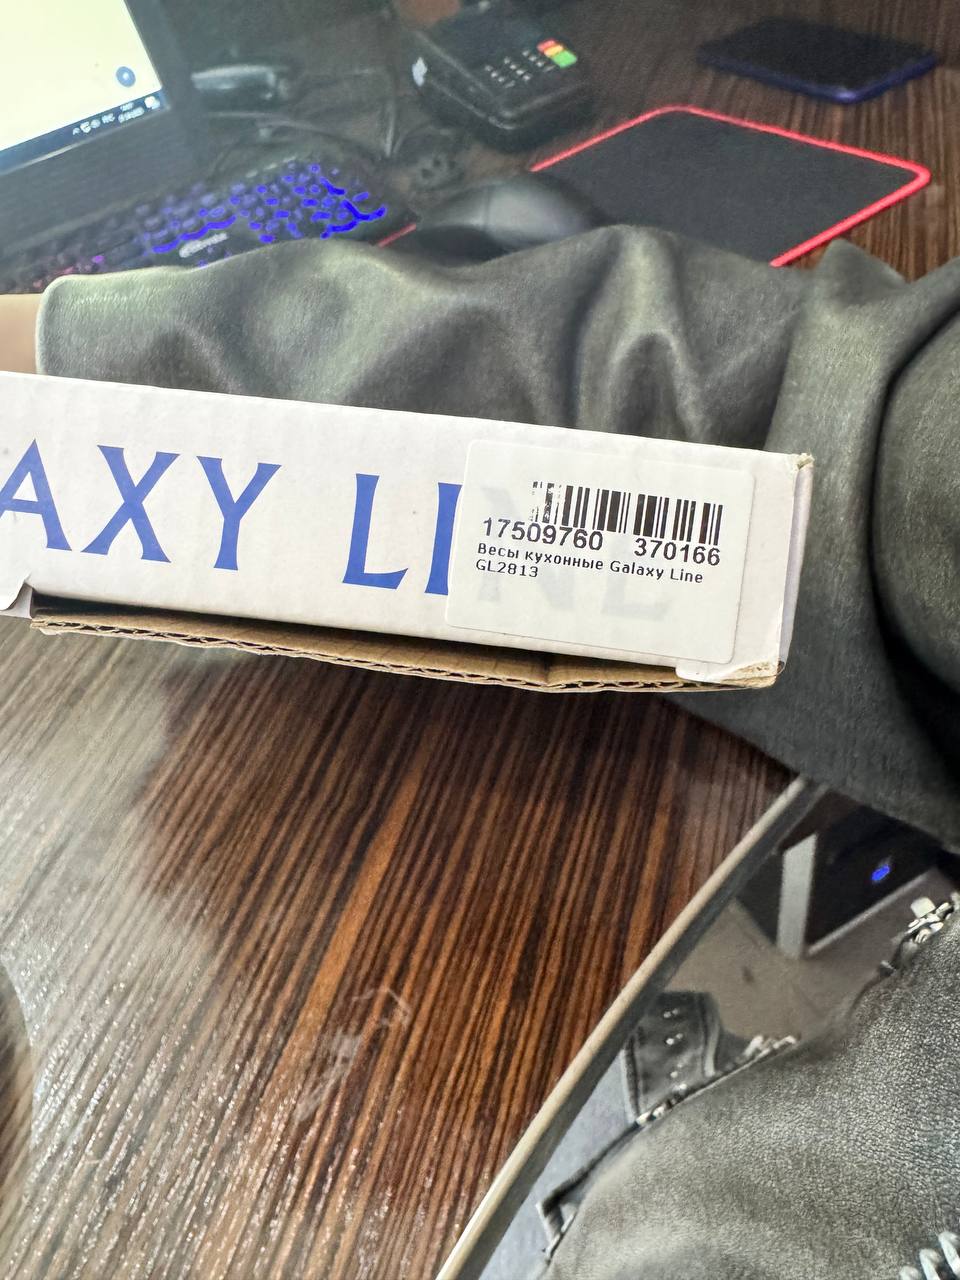 AXY LI
17509760 370166
Весы кухонные Galaxy Line
GL2813